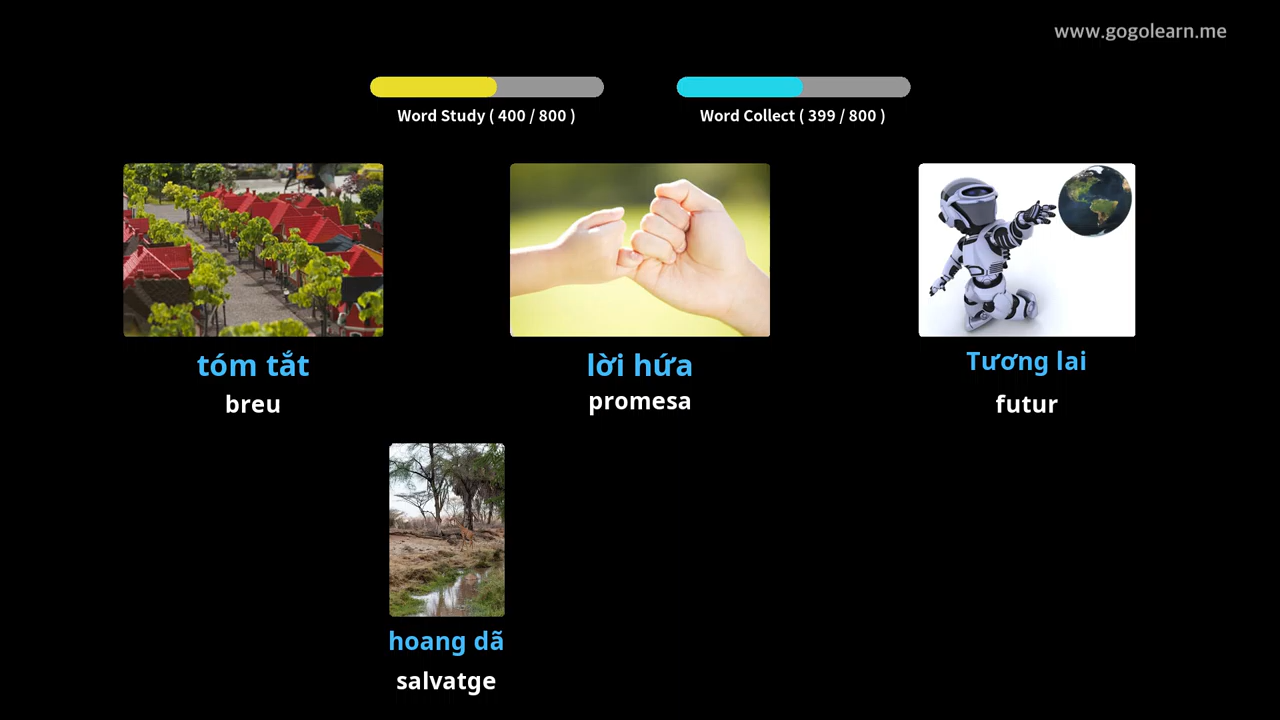 www.gogolearn.me
Word Study ( 400 / 800 )
Word Collect ( 399 / 800 )
tóm tắt
breu
lời hứa
promesa
Tương lai
futur
hoang dã
salvatge